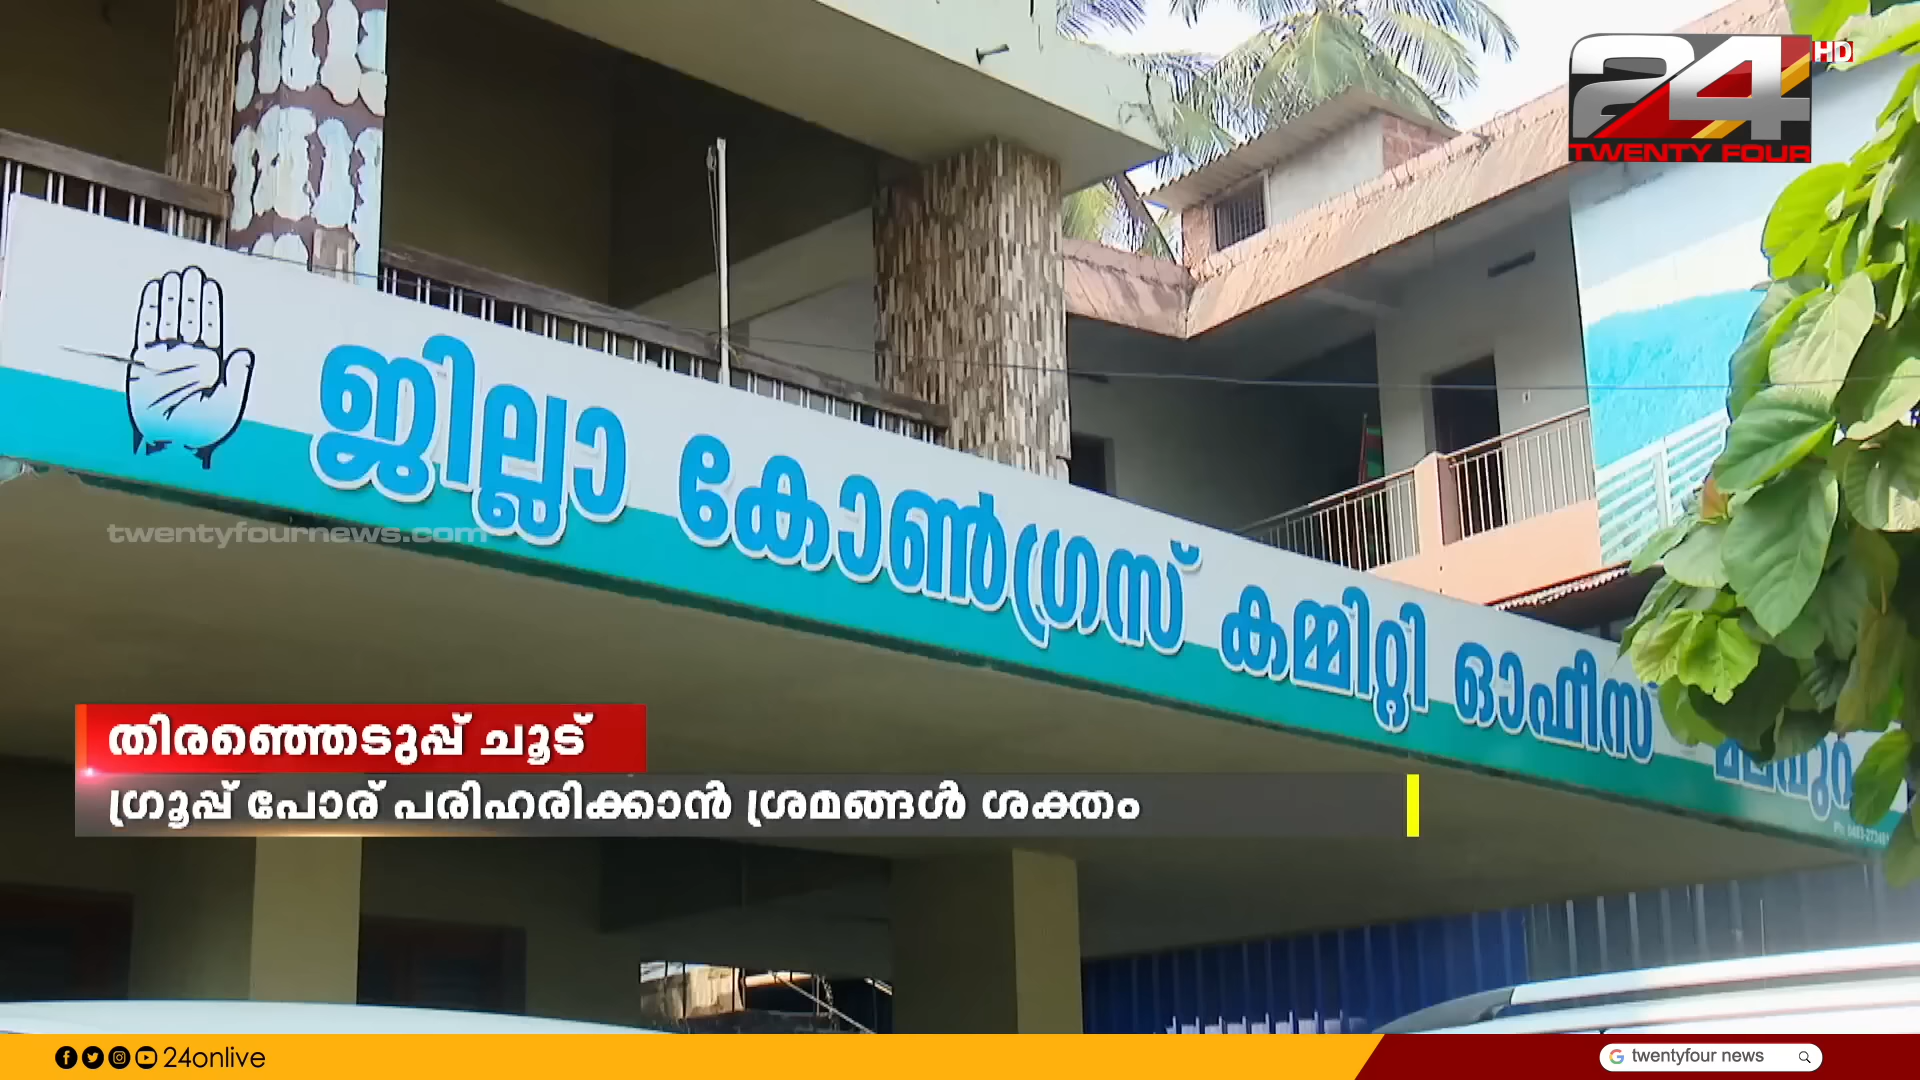 24
HD
TWENTY FOUR
ജില്ലാ കോൺഗ്രസ് കമ്മിറ്റി ഓഫീസ്
twentyfournews.com
തിരഞ്ഞെടുപ്പ് ചൂട്
ഗ്രൂപ്പ് പോര് പരിഹരിക്കാൻ ശ്രമങ്ങൾ ശക്തം
24onlive
twentyfour news